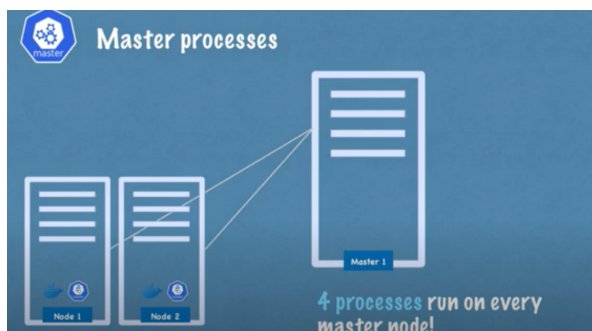 master
Master processes
Master 1
Node 1
Node 2
4 processes run on every
master node!